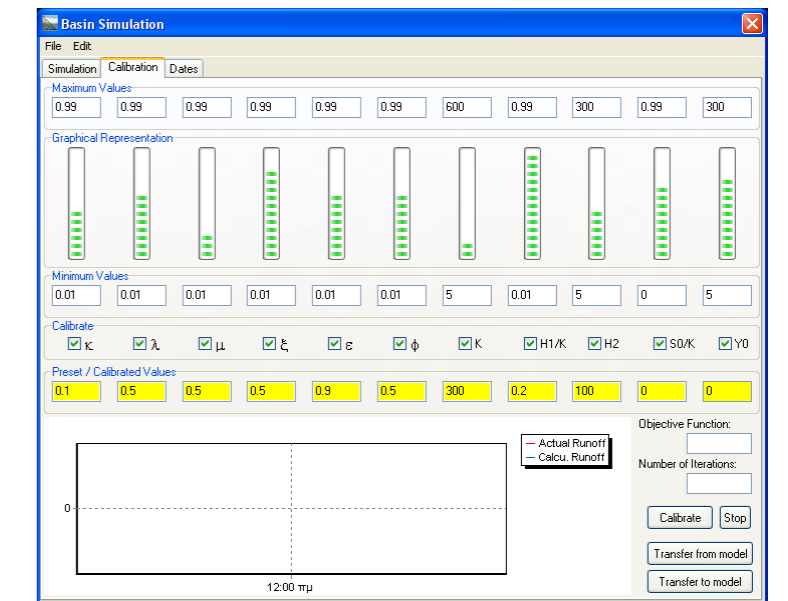 Basin Simulation
File Edit
Simulation Calibration Dates
Maximum Values
0.99 0.99 0.99 0.99 0.99 0.99 600 0.99 300 0.99 300
Graphical Representation
Minimum Values
0.01 0.01 0.01 0.01 0.01 0.01 5 0.01 5 0 5
Calibrate
κ λ μ ξ ε φ K H1/K H2 S0/K Y0
Preset / Calibrated Values
0.1 0.5 0.5 0.5 0.9 0.5 300 0.2 100 0 0
Objective Function:
Actual Runoff
Calcu. Runoff
Number of Iterations:
0
Calibrate Stop
Transfer from model
12:00 πμ
Transfer to model